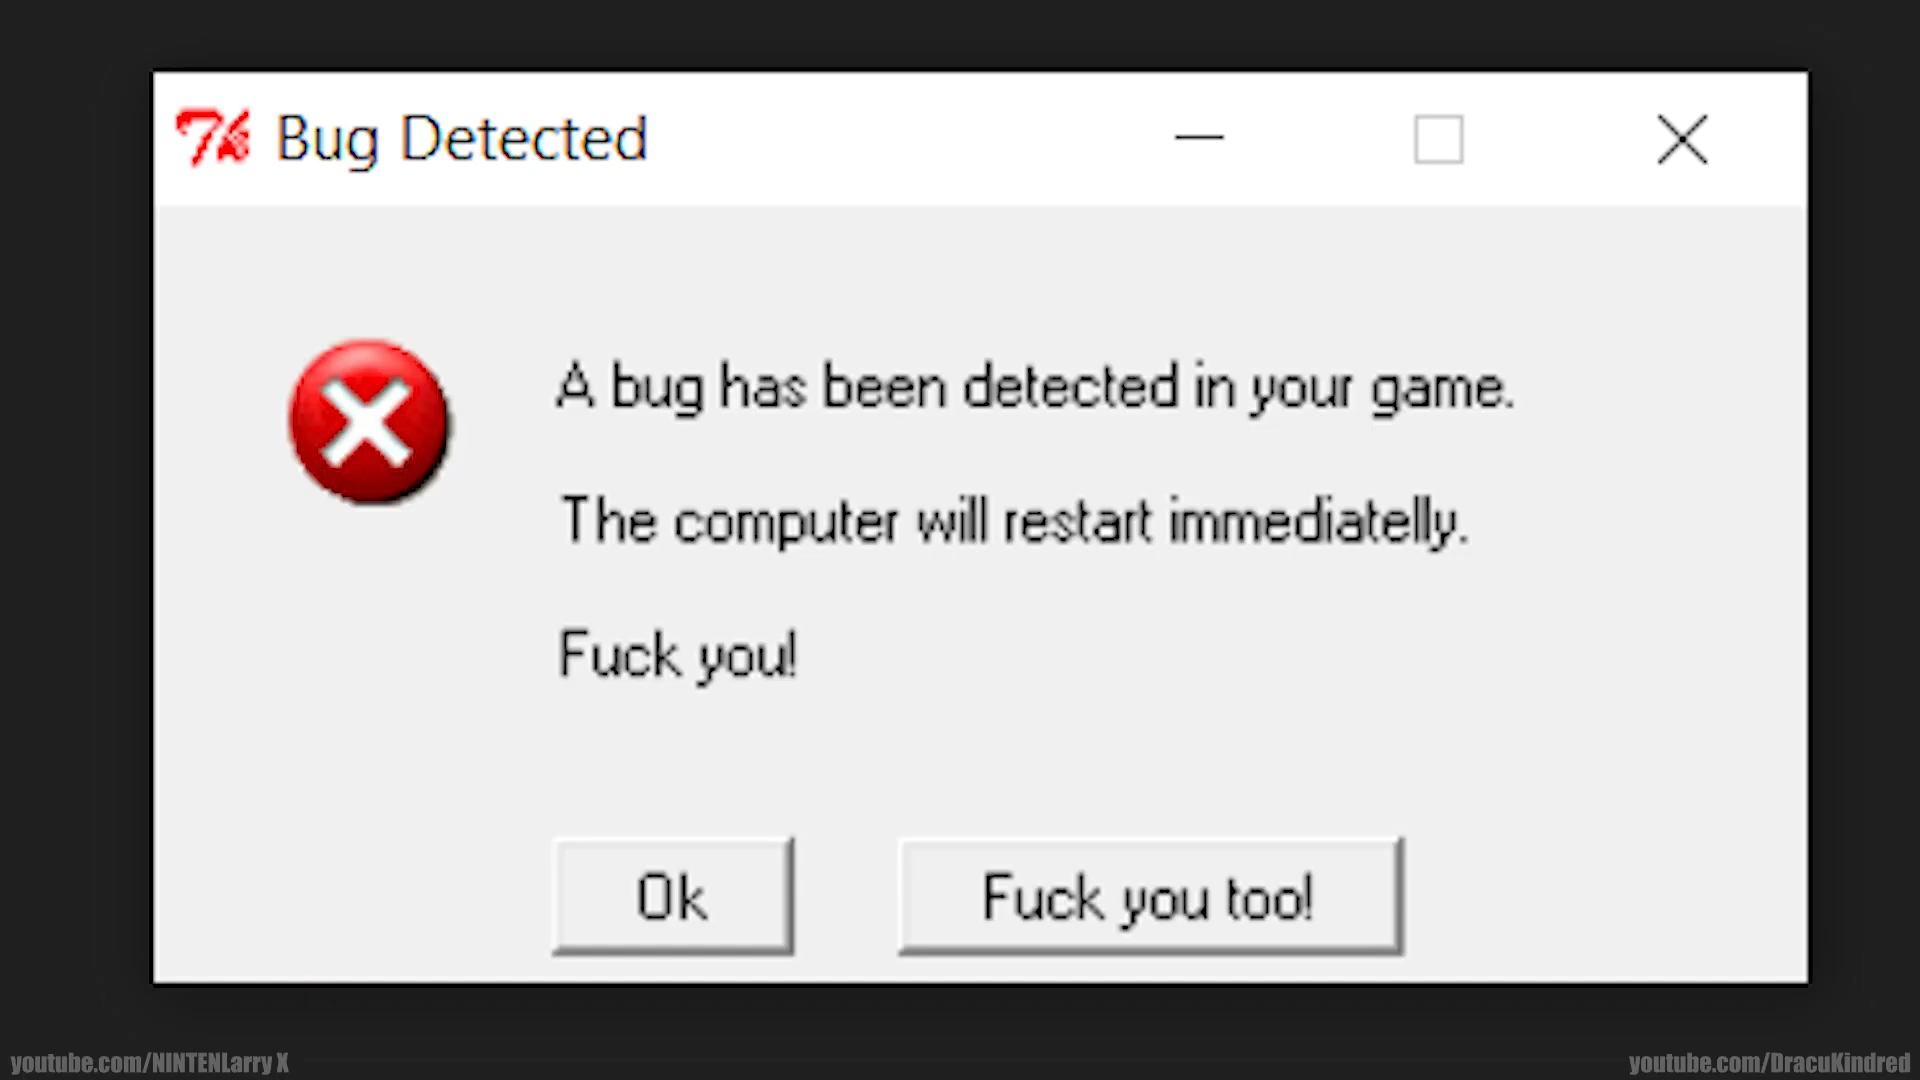 Bug Detected
A bug has been detected in your game.
The computer will restart immediatelly.
Fuck you!
Ok
Fuck you too!
youtube.com/NINTENLarry X
youtube.com/DracuKindred